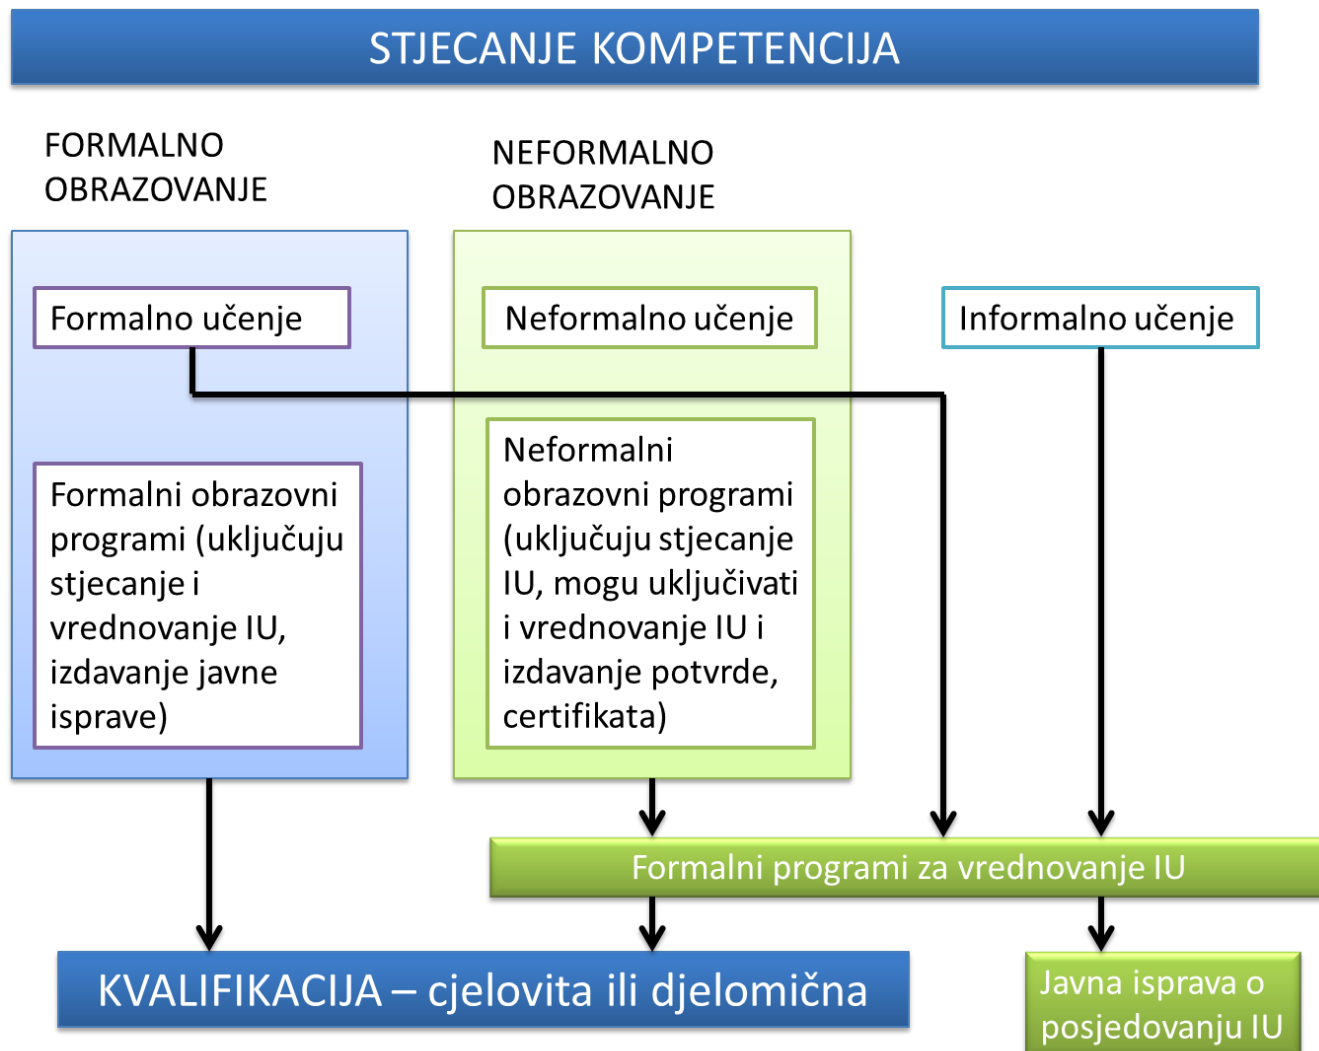 STJECANJE KOMPETENCIJA
FORMALNO
OBRAZOVANJE
NEFORMALNO
OBRAZOVANJE
Formalno učenje
Neformalno učenje
Informalno učenje
Formalni obrazovni
programi (uključuju
stjecanje i
vrednovanje IU,
izdavanje javne
isprave)
Neformalni
obrazovni programi
(uključuju stjecanje
IU, mogu uključivati
i vrednovanje IU i
izdavanje potvrde,
certifikata)
Formalni programi za vrednovanje IU
KVALIFIKACIJA – cjelovita ili djelomična
Javna isprava o
posjedovanju IU